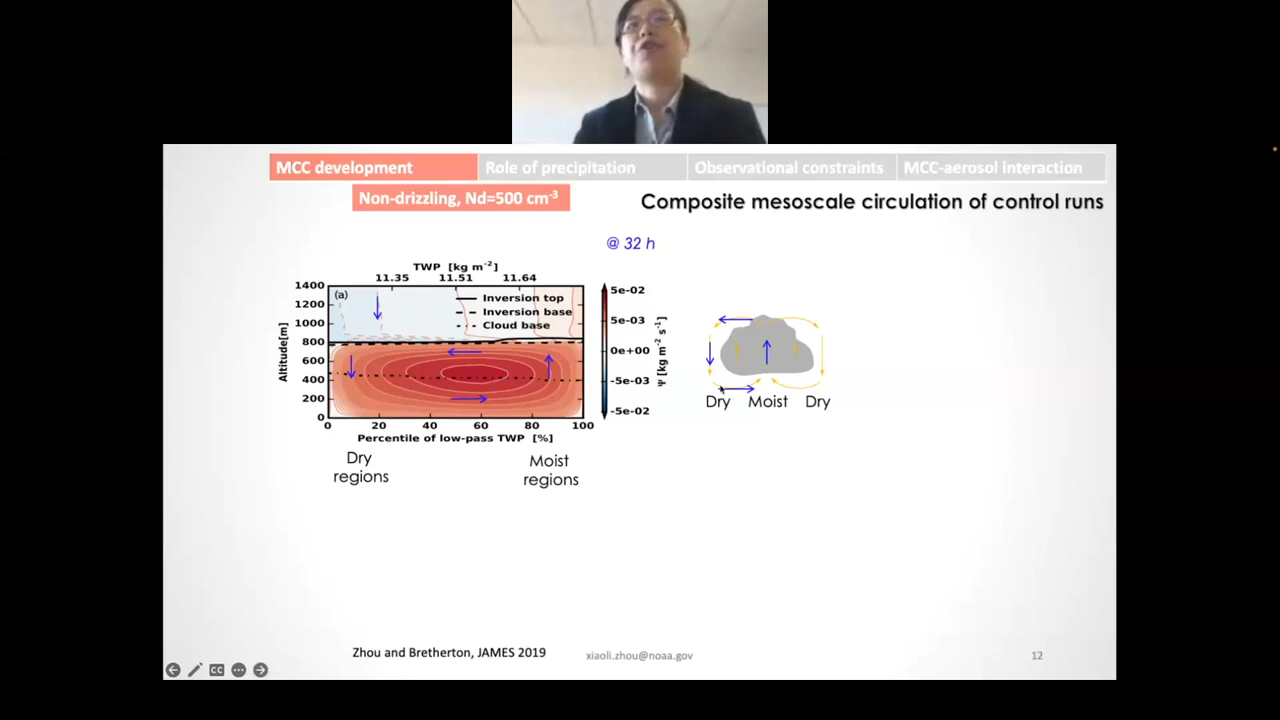 MCC development
Role of precipitation
Observational constraints
MCC-aerosol interaction
Non-drizzling, Nd=500 cm⁻³
Composite mesoscale circulation of control runs
@ 32 h
TWP [kg m⁻²]
11.35 11.51 11.64
(a)
Inversion top
Inversion base
Cloud base
1400
1200
1000
800
600
400
200
0
Altitude[m]
0 20 40 60 80 100
Percentile of low-pass TWP [%]
5e-02
5e-03
0e+00
-5e-03
-5e-02
Ψ [kg m⁻² s⁻¹]
Dry
regions
Moist
regions
Dry Moist Dry
Zhou and Bretherton, JAMES 2019
xiaoli.zhou@noaa.gov
12
CC